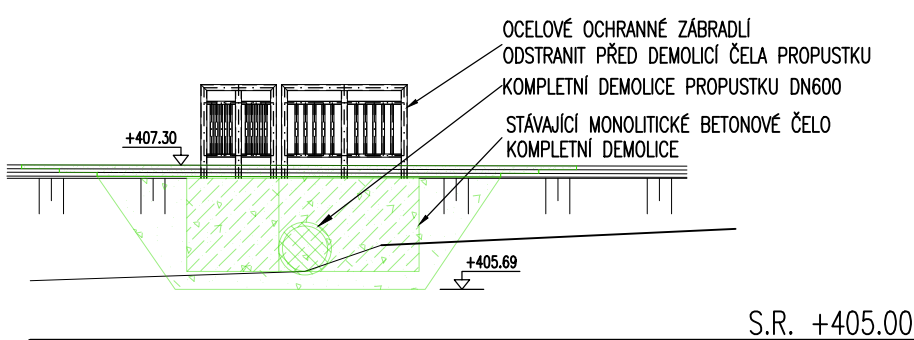 OCELOVÉ OCHRANNÉ ZÁBRADLÍ
ODSTRANIT PŘED DEMOLICÍ ČELA PROPUSTKU
KOMPLETNÍ DEMOLICE PROPUSTKU DN600
STÁVAJÍCÍ MONOLITICKÉ BETONOVÉ ČELO
KOMPLETNÍ DEMOLICE
+407.30
+405.69
S.R. +405.00